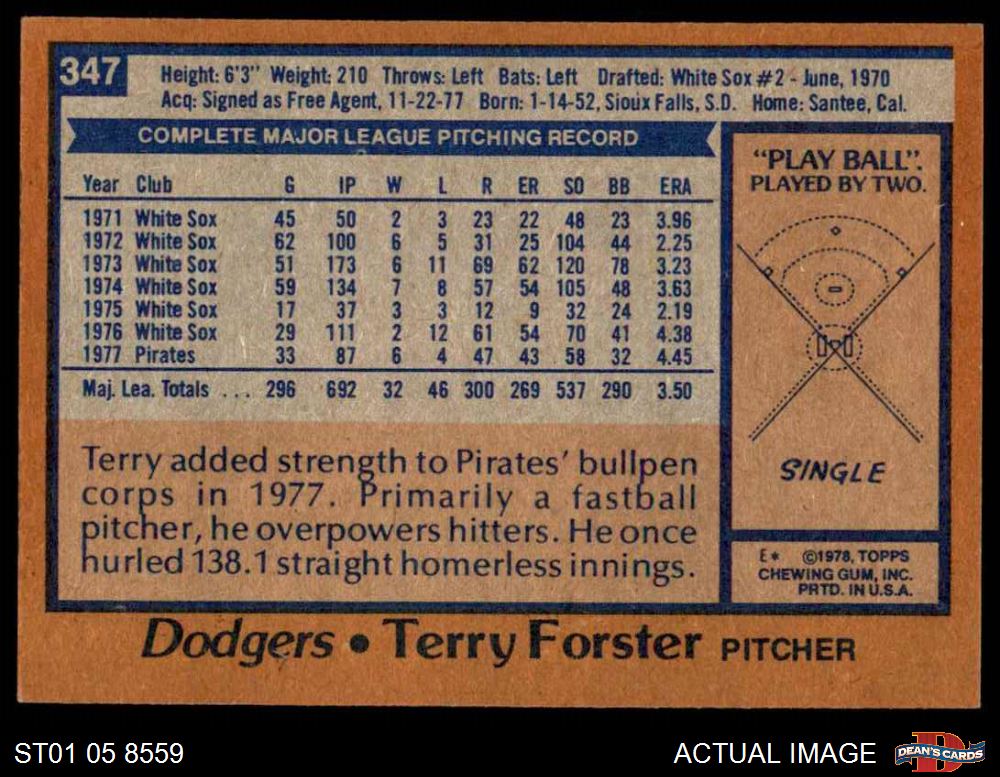 347
Height: 6'3" Weight: 210 Throws: Left Bats: Left Drafted: White Sox #2 - June, 1970
Acq: Signed as Free Agent, 11-22-77 Born: 1-14-52, Sioux Falls, S.D. Home: Santee, Cal.
COMPLETE MAJOR LEAGUE PITCHING RECORD
Year Club G IP W L R ER SO BB ERA
1971 White Sox 45 50 2 3 23 22 48 23 3.96
1972 White Sox 62 100 6 5 31 25 104 44 2.25
1973 White Sox 51 173 6 11 69 62 120 78 3.23
1974 White Sox 59 134 7 8 57 54 105 48 3.63
1975 White Sox 17 37 3 3 12 9 32 24 2.19
1976 White Sox 29 111 2 12 61 54 70 41 4.38
1977 Pirates 33 87 6 4 47 43 58 32 4.45
Maj. Lea. Totals . . . 296 692 32 46 300 269 537 290 3.50
Terry added strength to Pirates' bullpen
corps in 1977. Primarily a fastball
pitcher, he overpowers hitters. He once
hurled 138.1 straight homerless innings.
"PLAY BALL".
PLAYED BY TWO.
SINGLE
E* ©1978, TOPPS
CHEWING GUM, INC.
PRTD. IN U.S.A.
Dodgers • Terry Forster PITCHER
ST01 05 8559
ACTUAL IMAGE
D
DEAN'S CARDS